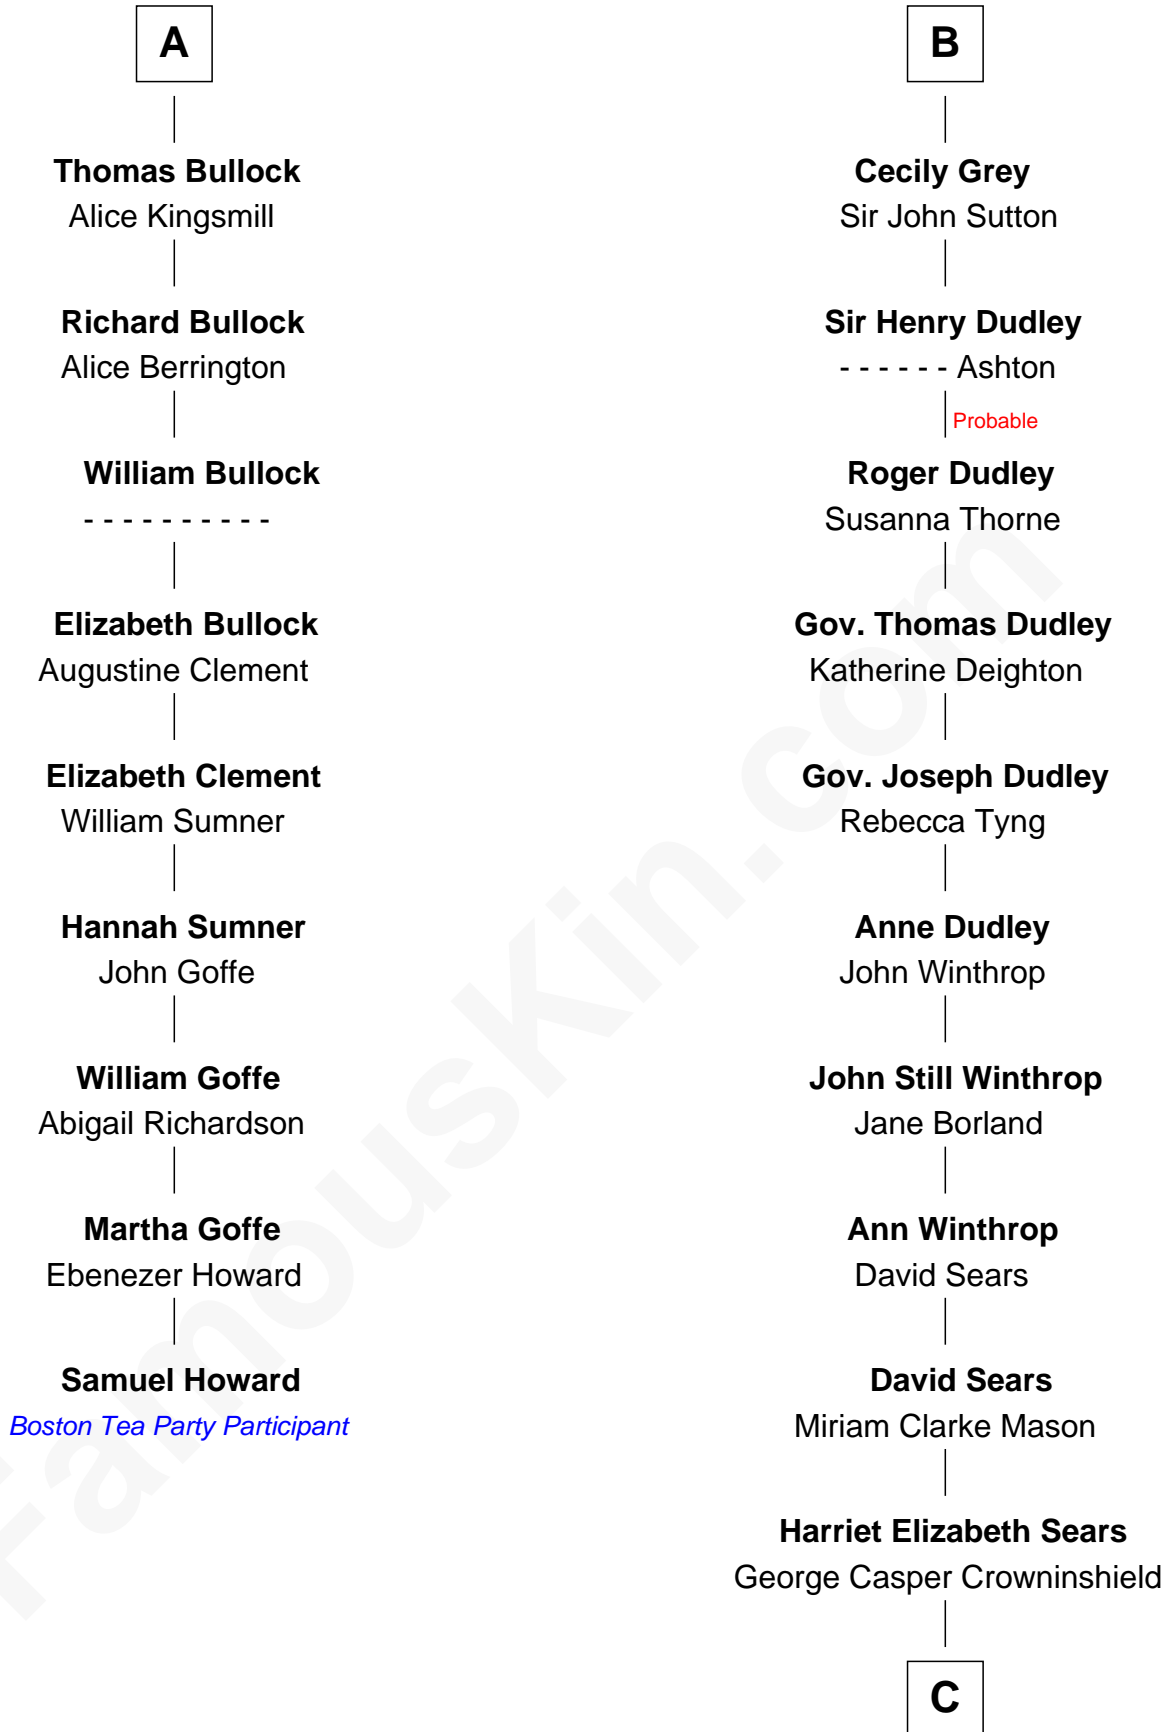 A
Thomas Bullock
Alice Kingsmill
Richard Bullock
Alice Berrington
William Bullock
- - - - - - - - - -
Elizabeth Bullock
Augustine Clement
Elizabeth Clement
William Sumner
Hannah Sumner
John Goffe
William Goffe
Abigail Richardson
Martha Goffe
Ebenezer Howard
Samuel Howard
Boston Tea Party Participant
B
Cecily Grey
Sir John Sutton
Sir Henry Dudley
- - - - - - Ashton
Probable
Roger Dudley
Susanna Thorne
Gov. Thomas Dudley
Katherine Deighton
Gov. Joseph Dudley
Rebecca Tyng
Anne Dudley
John Winthrop
John Still Winthrop
Jane Borland
Ann Winthrop
David Sears
David Sears
Miriam Clarke Mason
Harriet Elizabeth Sears
George Casper Crowninshield
C
FamousKin.com